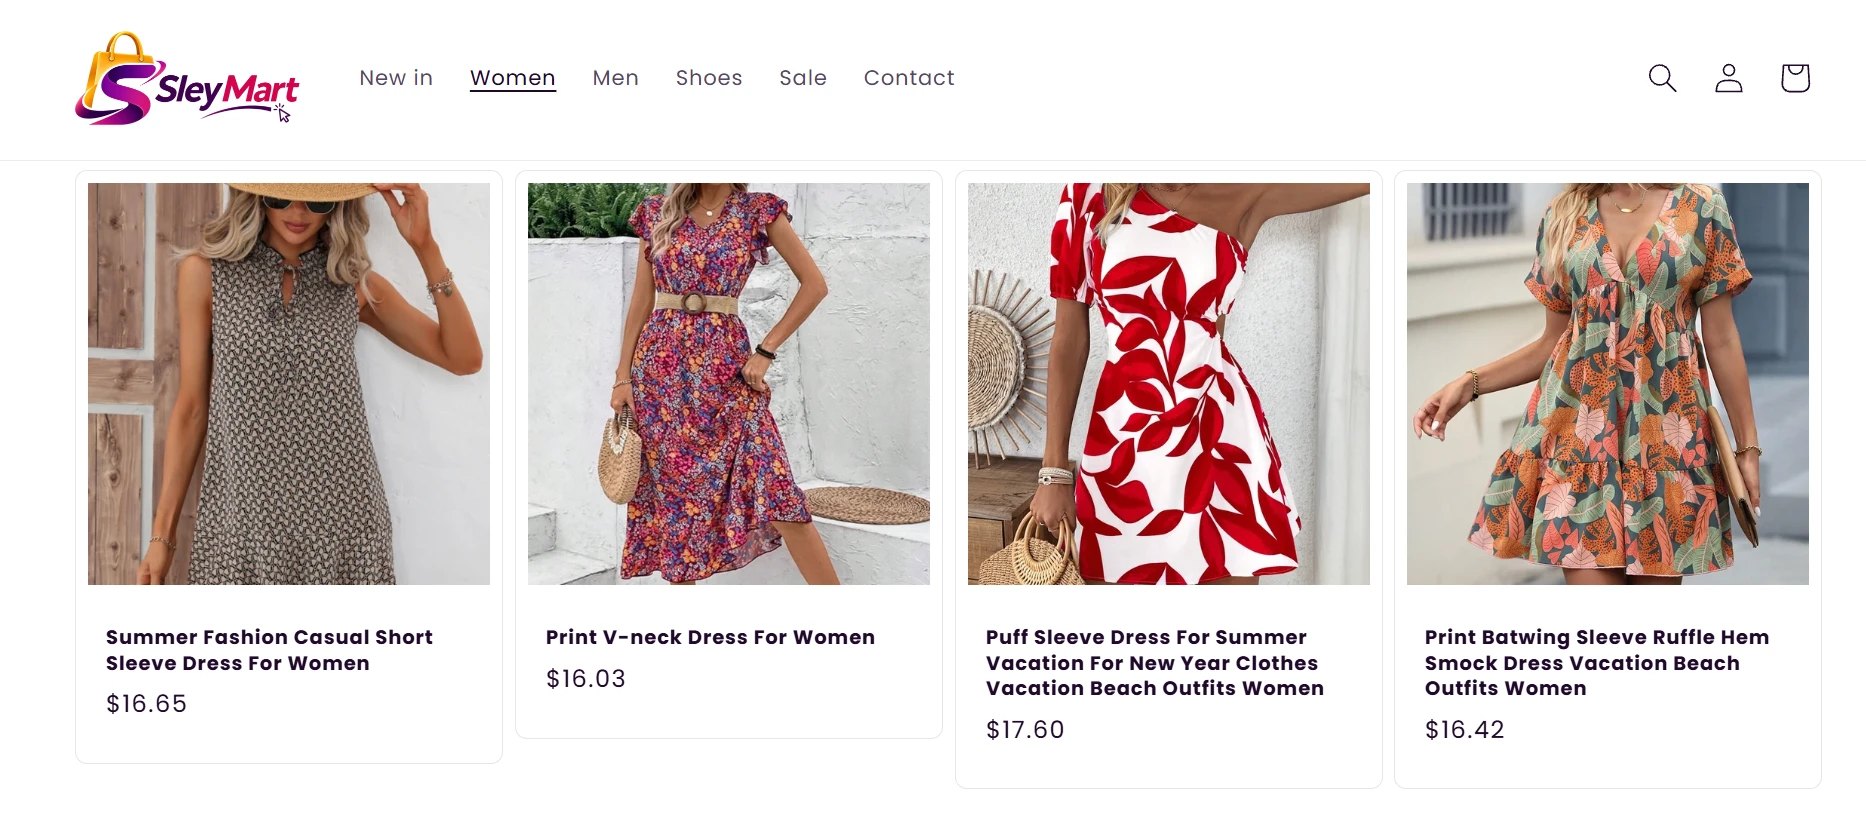 SleyMart
New in
Women
Men
Shoes
Sale
Contact
Summer Fashion Casual Short
Sleeve Dress For Women
$16.65
Print V-neck Dress For Women
$16.03
Puff Sleeve Dress For Summer
Vacation For New Year Clothes
Vacation Beach Outfits Women
$17.60
Print Batwing Sleeve Ruffle Hem
Smock Dress Vacation Beach
Outfits Women
$16.42